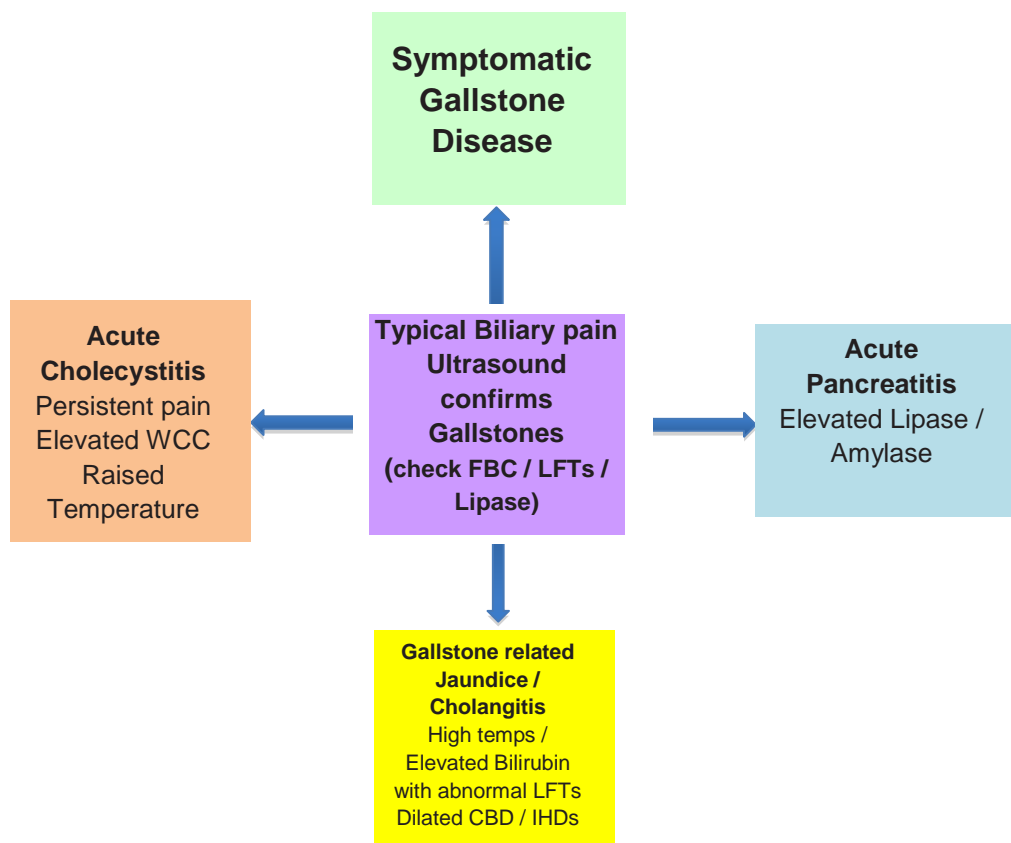 Symptomatic
Gallstone
Disease
Acute
Cholecystitis
Persistent pain
Elevated WCC
Raised
Temperature
Typical Biliary pain
Ultrasound
confirms
Gallstones
(check FBC / LFTs /
Lipase)
Acute
Pancreatitis
Elevated Lipase /
Amylase
Gallstone related
Jaundice /
Cholangitis
High temps /
Elevated Bilirubin
with abnormal LFTs
Dilated CBD / IHDs